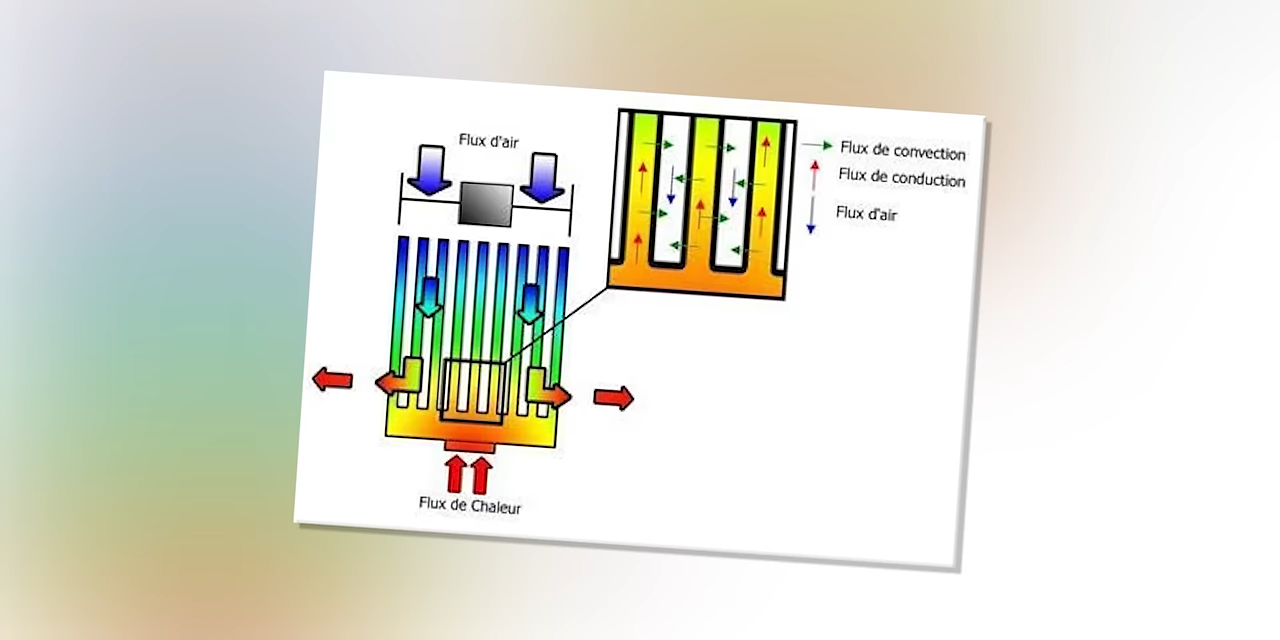 Flux d'air
Flux de convection
Flux de conduction
Flux d'air
Flux de Chaleur